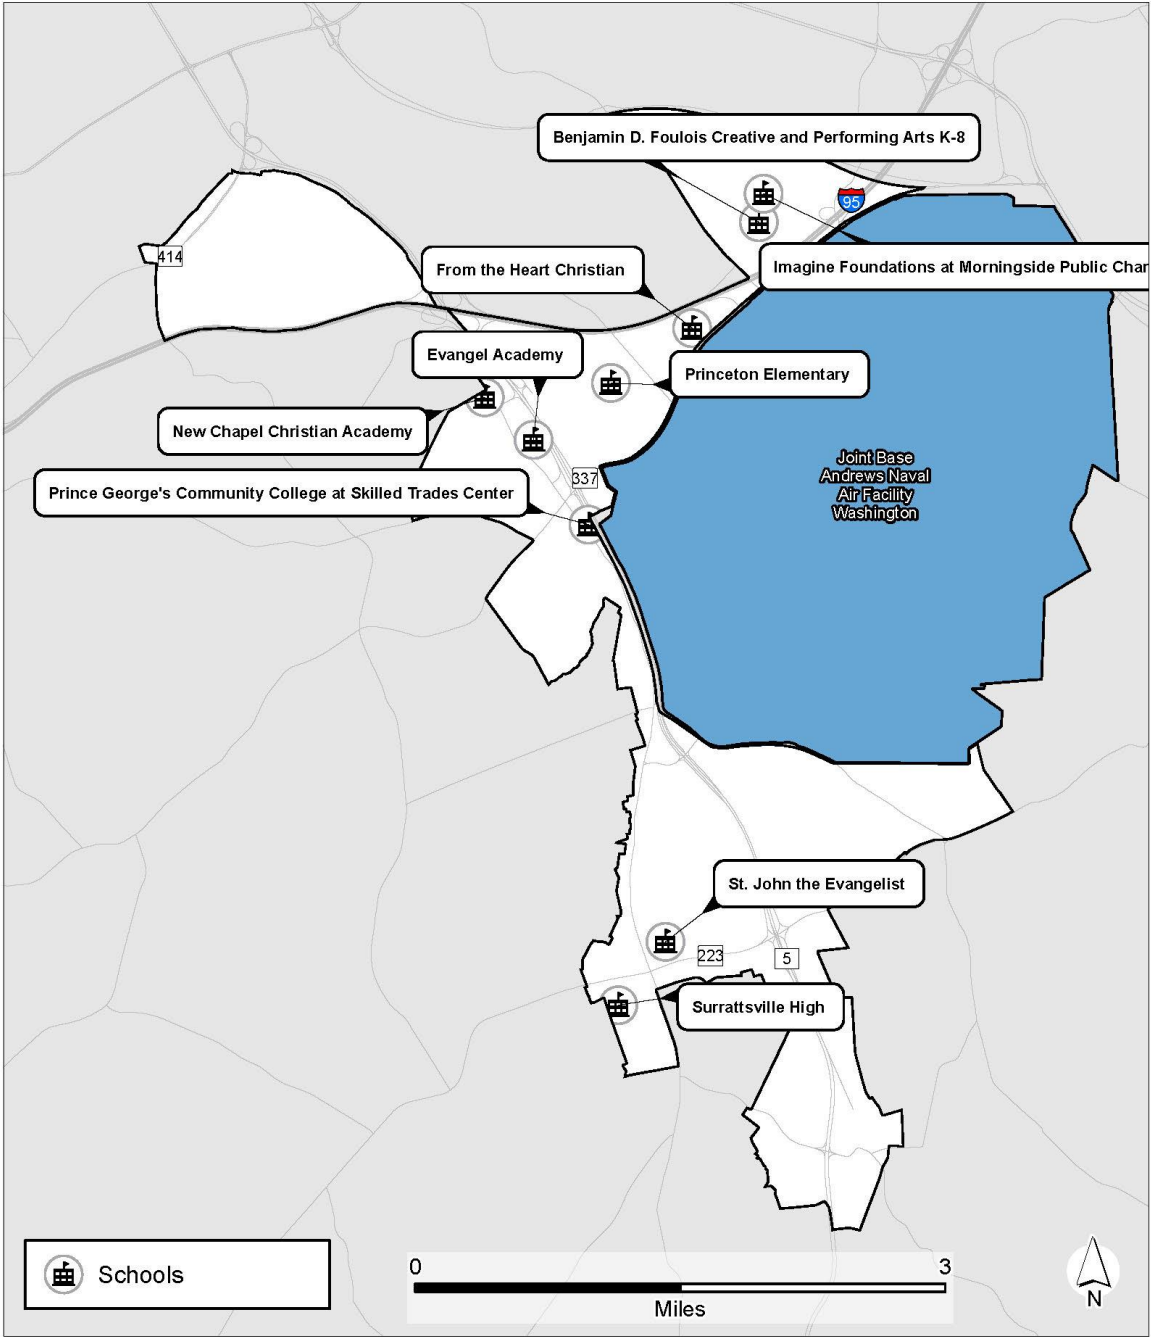 Benjamin D. Foulois Creative and Performing Arts K-8
95
414
From the Heart Christian
Imagine Foundations at Morningside Public Char
Evangel Academy
Princeton Elementary
New Chapel Christian Academy
Joint Base
Andrews Naval
Air Facility
Washington
337
Prince George's Community College at Skilled Trades Center
St. John the Evangelist
223
5
Surrattsville High
Schools
0
3
Miles
N